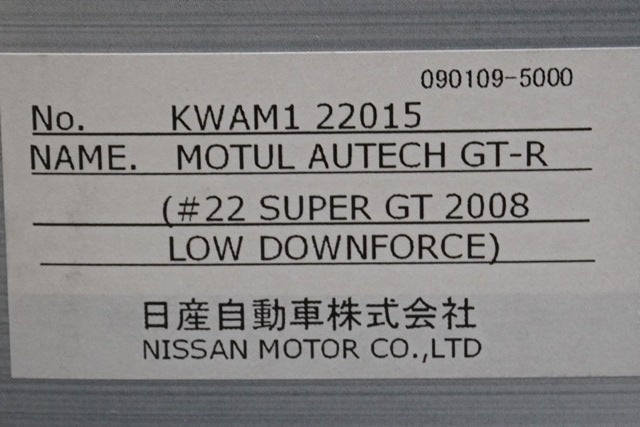 090109-5000
No. KWAM1 22015
NAME. MOTUL AUTECH GT-R
(#22 SUPER GT 2008
LOW DOWNFORCE)
日産自動車株式会社
NISSAN MOTOR CO.,LTD